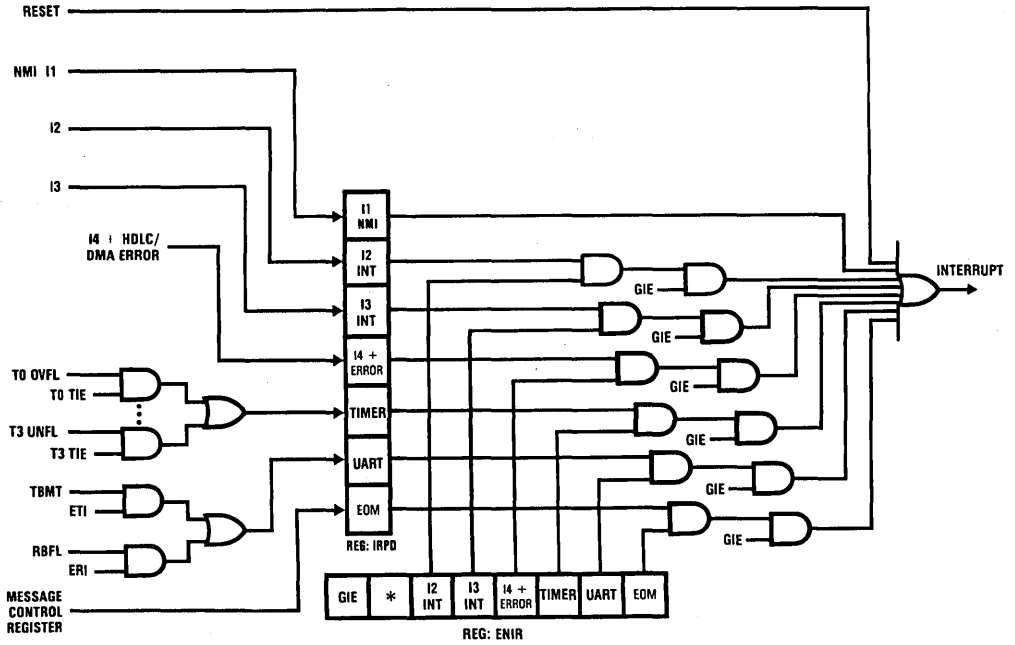 RESET
NMI I1
I2
I3
I4 + HDLC/
DMA ERROR
T0 OVFL
T0 TIE
T3 UNFL
T3 TIE
TBMT
ETI
RBFL
ERI
MESSAGE
CONTROL
REGISTER
I1
NMI
I2
INT
I3
INT
I4 +
ERROR
TIMER
UART
EOM
REG: IRPD
GIE
GIE
GIE
GIE
GIE
GIE
INTERRUPT
GIE
*
I2
INT
I3
INT
I4 +
ERROR
TIMER
UART
EOM
REG: ENIR